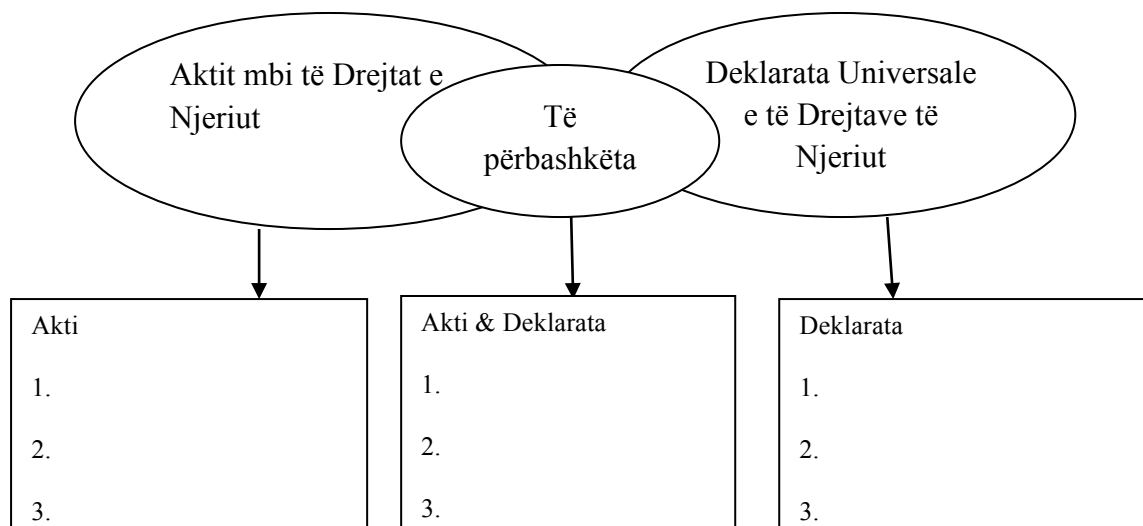 Aktit mbi të Drejtat e
Njeriut
Të
përbashkëta
Deklarata Universale
e të Drejtave të
Njeriut
Akti
1.
2.
3.
Akti & Deklarata
1.
2.
3.
Deklarata
1.
2.
3.